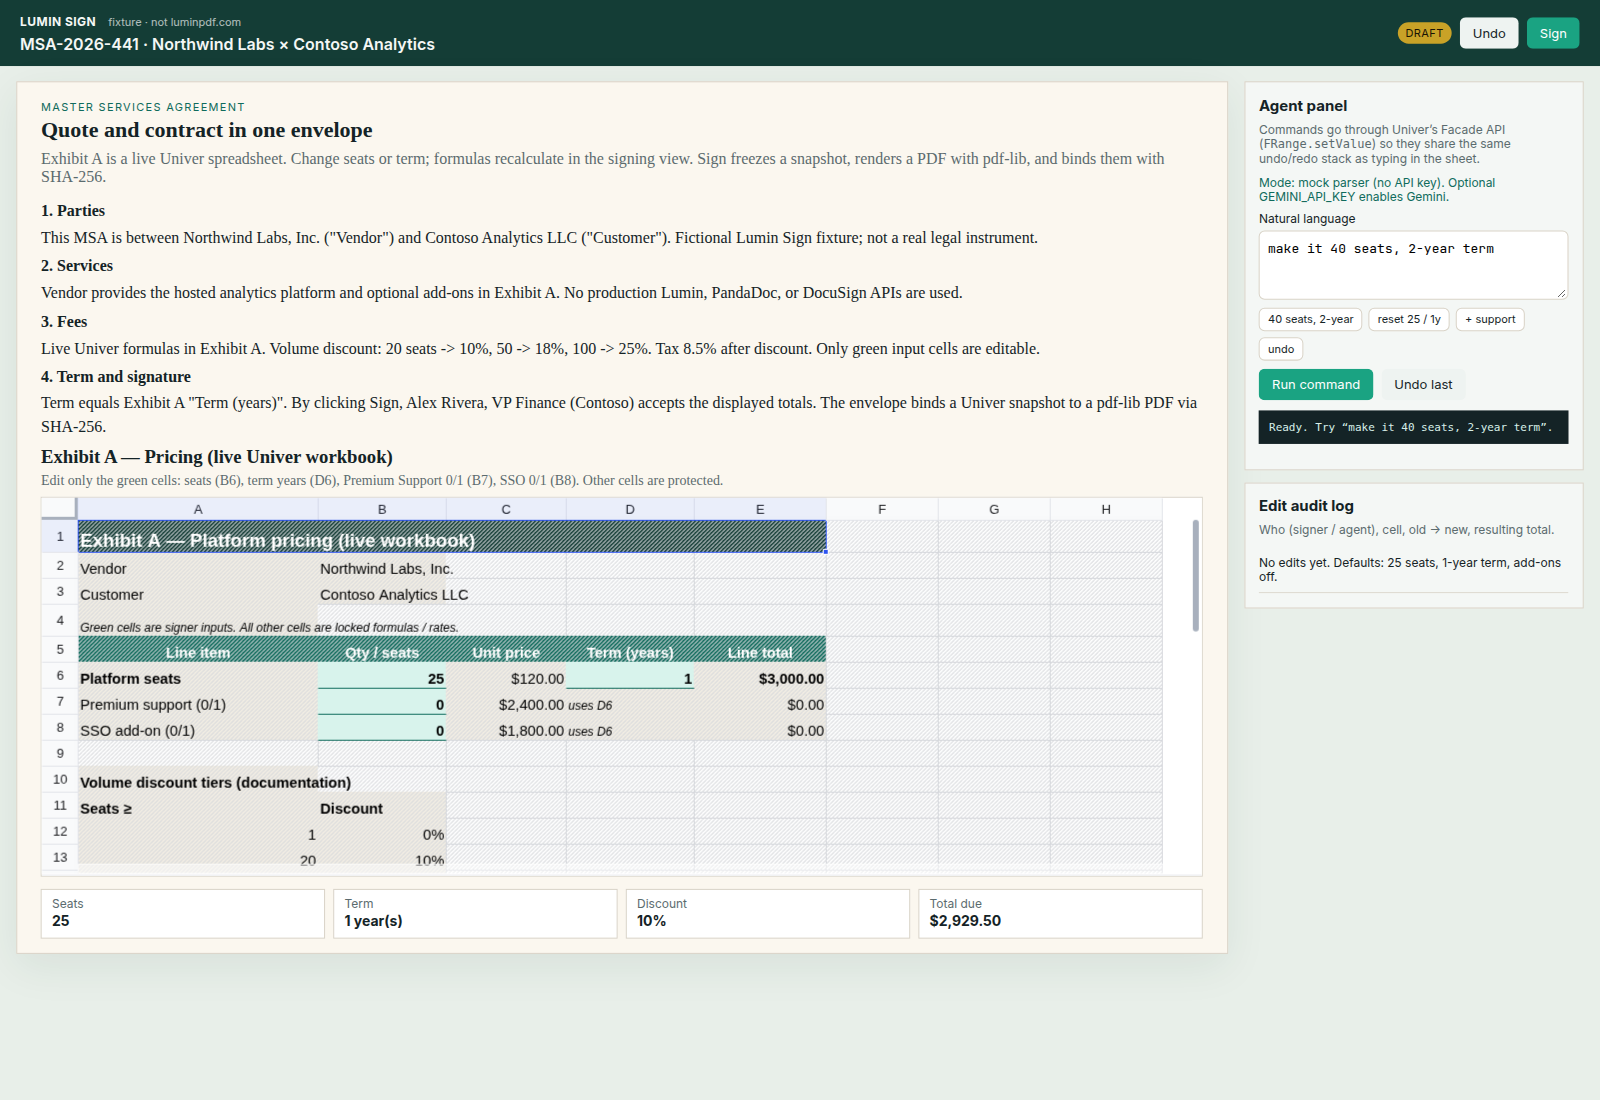 LUMIN SIGN fixture · not luminpdf.com
MSA-2026-441 · Northwind Labs × Contoso Analytics
DRAFT
Undo
Sign
MASTER SERVICES AGREEMENT
Quote and contract in one envelope
Exhibit A is a live Univer spreadsheet. Change seats or term; formulas recalculate in the signing view. Sign freezes a snapshot, renders a PDF with pdf-lib, and binds them with
SHA-256.
1. Parties
This MSA is between Northwind Labs, Inc. ("Vendor") and Contoso Analytics LLC ("Customer"). Fictional Lumin Sign fixture; not a real legal instrument.
2. Services
Vendor provides the hosted analytics platform and optional add-ons in Exhibit A. No production Lumin, PandaDoc, or DocuSign APIs are used.
3. Fees
Live Univer formulas in Exhibit A. Volume discount: 20 seats -> 10%, 50 -> 18%, 100 -> 25%. Tax 8.5% after discount. Only green input cells are editable.
4. Term and signature
Term equals Exhibit A "Term (years)". By clicking Sign, Alex Rivera, VP Finance (Contoso) accepts the displayed totals. The envelope binds a Univer snapshot to a pdf-lib PDF via
SHA-256.
Exhibit A — Pricing (live Univer workbook)
Edit only the green cells: seats (B6), term years (D6), Premium Support 0/1 (B7), SSO 0/1 (B8). Other cells are protected.
A B C D E F G H
1 Exhibit A — Platform pricing (live workbook)
2 Vendor Northwind Labs, Inc.
3 Customer Contoso Analytics LLC
4 Green cells are signer inputs. All other cells are locked formulas / rates.
5 Line item Qty / seats Unit price Term (years) Line total
6 Platform seats 25 $120.00 1 $3,000.00
7 Premium support (0/1) 0 $2,400.00 uses D6 $0.00
8 SSO add-on (0/1) 0 $1,800.00 uses D6 $0.00
9
10 Volume discount tiers (documentation)
11 Seats ≥ Discount
12 1 0%
13 20 10%
Seats
25
Term
1 year(s)
Discount
10%
Total due
$2,929.50
Agent panel
Commands go through Univer's Facade API
(FRange.setValue) so they share the same
undo/redo stack as typing in the sheet.
Mode: mock parser (no API key). Optional
GEMINI_API_KEY enables Gemini.
Natural language
make it 40 seats, 2-year term
40 seats, 2-year
reset 25 / 1y
+ support
undo
Run command
Undo last
Ready. Try “make it 40 seats, 2-year term”.
Edit audit log
Who (signer / agent), cell, old → new, resulting total.
No edits yet. Defaults: 25 seats, 1-year term, add-ons
off.